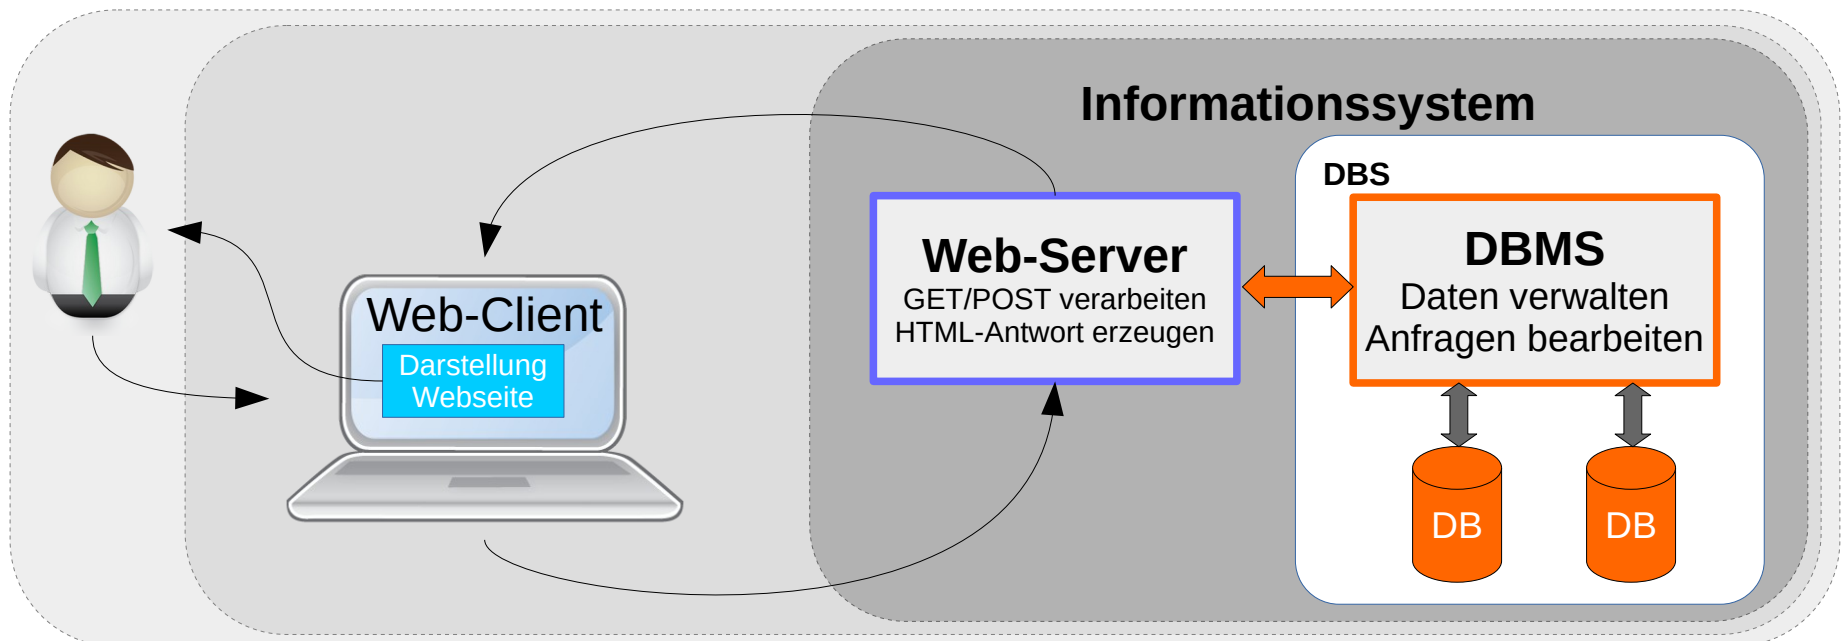 Informationssystem
DBS
Web-Client
Darstellung
Webseite
Web-Server
GET/POST verarbeiten
HTML-Antwort erzeugen
DBMS
Daten verwalten
Anfragen bearbeiten
DB
DB